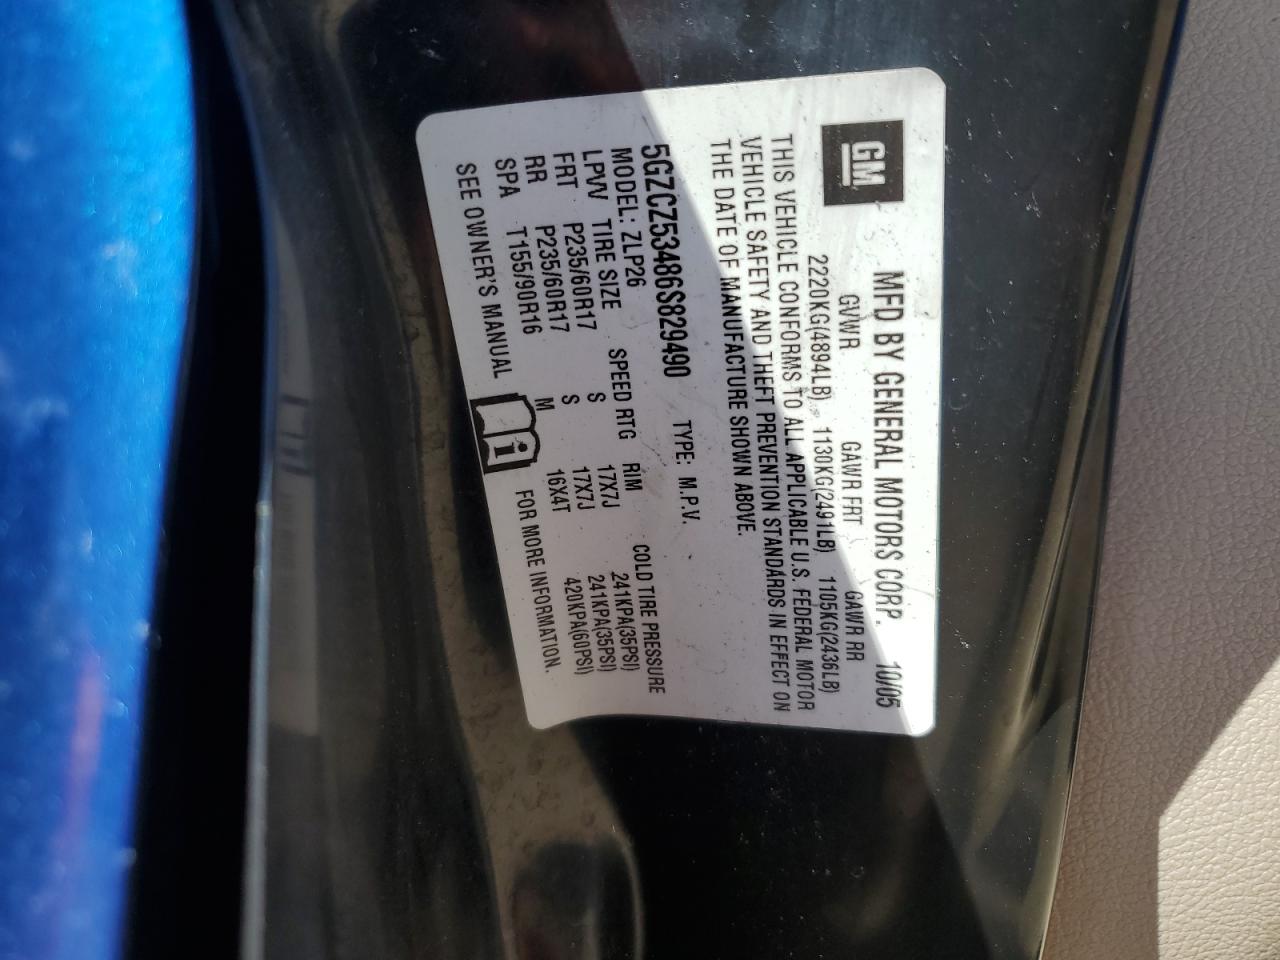 GM
MFD BY GENERAL MOTORS CORP. 10/05
GVWR GAWR FRT GAWR RR
2220KG(4894LB) 1130KG(2491LB) 1105KG(2436LB)
THIS VEHICLE CONFORMS TO ALL APPLICABLE U.S. FEDERAL MOTOR
VEHICLE SAFETY AND THEFT PREVENTION STANDARDS IN EFFECT ON
THE DATE OF MANUFACTURE SHOWN ABOVE.
5GZCZ53486S829490 TYPE: M.P.V.
MODEL: ZLP26
LPW TIRE SIZE SPEED RTG RIM COLD TIRE PRESSURE
FRT P235/60R17 S 17X7J 241KPA(35PSI)
RR P235/60R17 S 17X7J 241KPA(35PSI)
SPA T155/90R16 M 16X4T 420KPA(60PSI)
SEE OWNER'S MANUAL i FOR MORE INFORMATION.